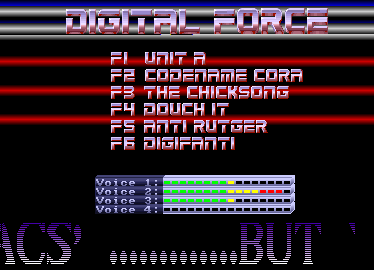 DIGITAL FORCE
F1 UNIT A
F2 CODENAME CORA
F3 THE CHICKSONG
F4 DOUCH IT
F5 ANTI RUTGER
F6 DIGIFANTI
Voice 1:
Voice 2:
Voice 3:
Voice 4:
ACS' ............BUT